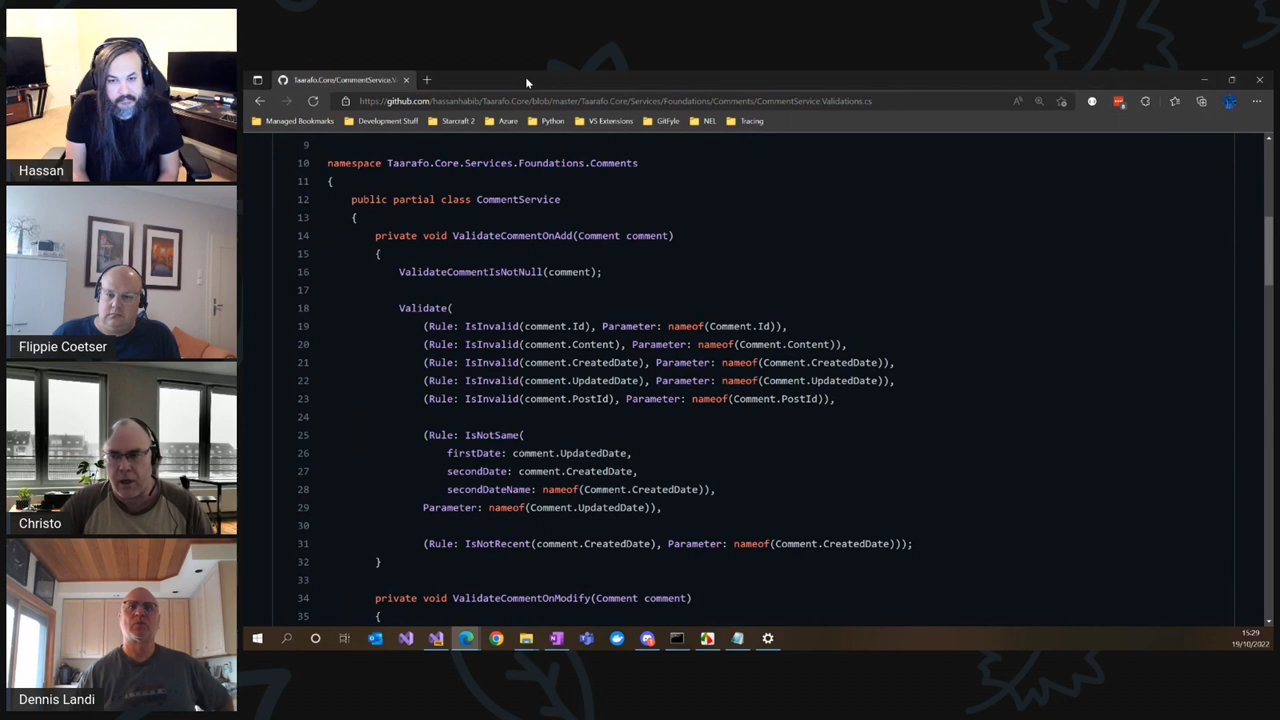 Hassan
Flippie Coetser
Christo
Dennis Landi
Taarafo.Core/CommentService.V
https://github.com/hassanhabib/Taarafo.Core/blob/master/Taarafo.Core/Services/Foundations/Comments/CommentService.Validations.cs
Managed Bookmarks Development Stuff Starcraft 2 Azure Python VS Extensions GitFyle NEL Tracing
9
10 namespace Taarafo.Core.Services.Foundations.Comments
11 {
12 public partial class CommentService
13 {
14 private void ValidateCommentOnAdd(Comment comment)
15 {
16 ValidateCommentIsNotNull(comment);
17
18 Validate(
19 (Rule: IsInvalid(comment.Id), Parameter: nameof(Comment.Id)),
20 (Rule: IsInvalid(comment.Content), Parameter: nameof(Comment.Content)),
21 (Rule: IsInvalid(comment.CreatedDate), Parameter: nameof(Comment.CreatedDate)),
22 (Rule: IsInvalid(comment.UpdatedDate), Parameter: nameof(Comment.UpdatedDate)),
23 (Rule: IsInvalid(comment.PostId), Parameter: nameof(Comment.PostId)),
24
25 (Rule: IsNotSame(
26 firstDate: comment.UpdatedDate,
27 secondDate: comment.CreatedDate,
28 secondDateName: nameof(Comment.CreatedDate)),
29 Parameter: nameof(Comment.UpdatedDate)),
30
31 (Rule: IsNotRecent(comment.CreatedDate), Parameter: nameof(Comment.CreatedDate)));
32 }
33
34 private void ValidateCommentOnModify(Comment comment)
35 {
15:29
19/10/2022